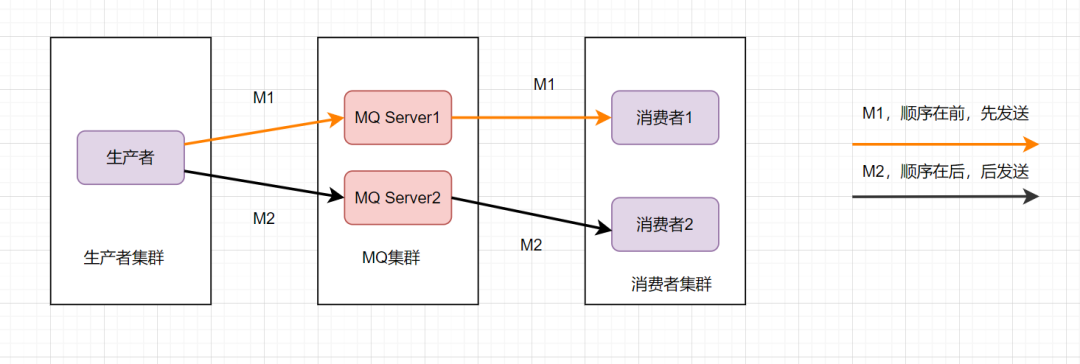 M1
M1
MQ Server1
消费者1
M1，顺序在前，先发送
生产者
M2，顺序在后，后发送
MQ Server2
M2
消费者2
M2
生产者集群
MQ集群
消费者集群